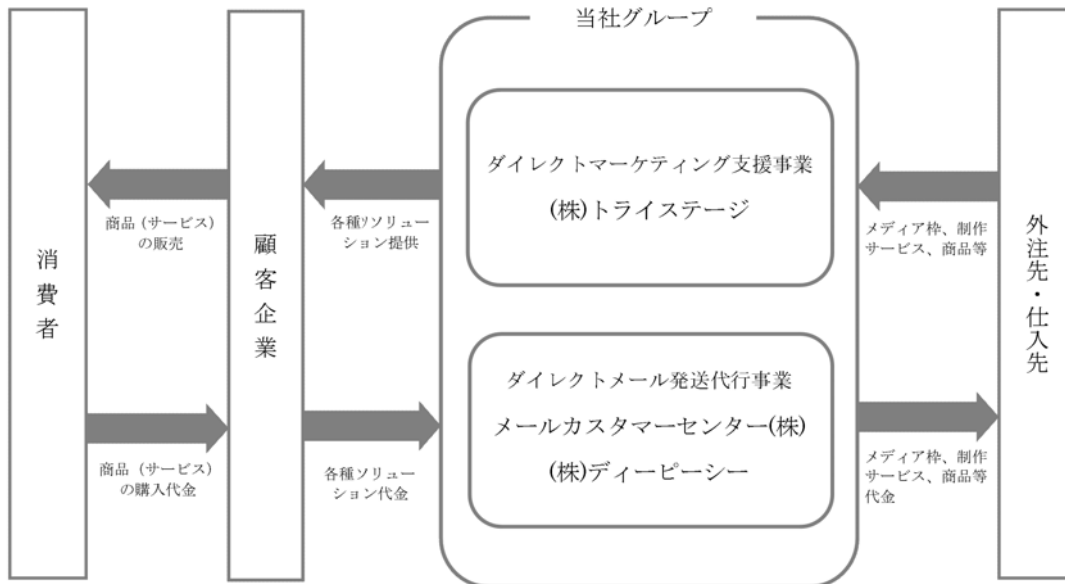 当社グループ
消費者
顧客企業
外注先・仕入先
ダイレクトマーケティング支援事業
(株)トライステージ
商品 (サービス)
の販売
各種ソリュー
ション提供
メディア枠、制作
サービス、商品等
ダイレクトメール発送代行事業
メールカスタマーセンター(株)
(株)ディーピーシー
商品 (サービス)
の購入代金
各種ソリュー
ション代金
メディア枠、制作
サービス、商品等
代金